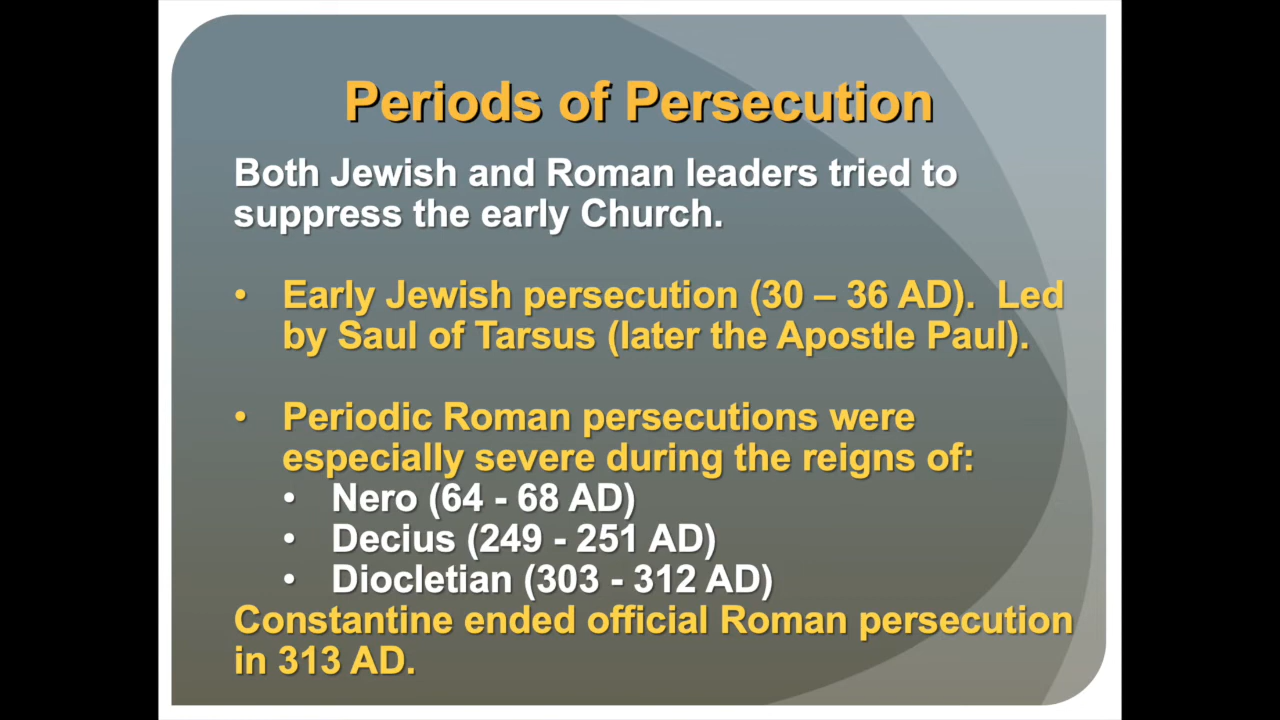 Periods of Persecution
Both Jewish and Roman leaders tried to
suppress the early Church.
• Early Jewish persecution (30 – 36 AD).  Led
by Saul of Tarsus (later the Apostle Paul).
• Periodic Roman persecutions were
especially severe during the reigns of:
• Nero (64 - 68 AD)
• Decius (249 - 251 AD)
• Diocletian (303 - 312 AD)
Constantine ended official Roman persecution
in 313 AD.